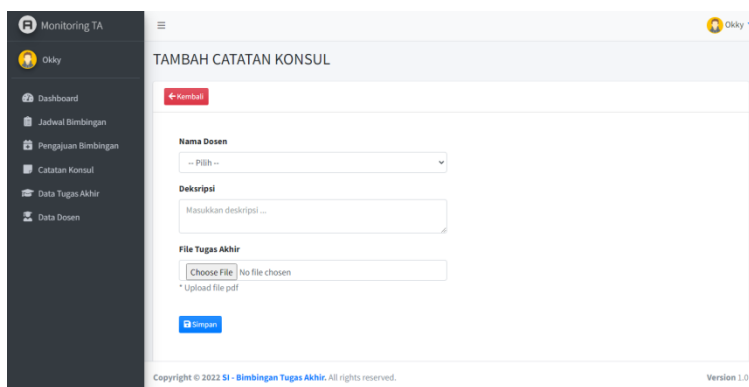 Monitoring TA
Okky
Okky
TAMBAH CATATAN KONSUL
Dashboard
Jadwal Bimbingan
Pengajuan Bimbingan
Catatan Konsul
Data Tugas Akhir
Data Dosen
Kembali
Nama Dosen
-- Pilih --
Deksripsi
Masukkan deskripsi ...
File Tugas Akhir
Choose File No file chosen
* Upload file pdf
Simpan
Copyright © 2022 SI - Bimbingan Tugas Akhir. All rights reserved.
Version 1.0